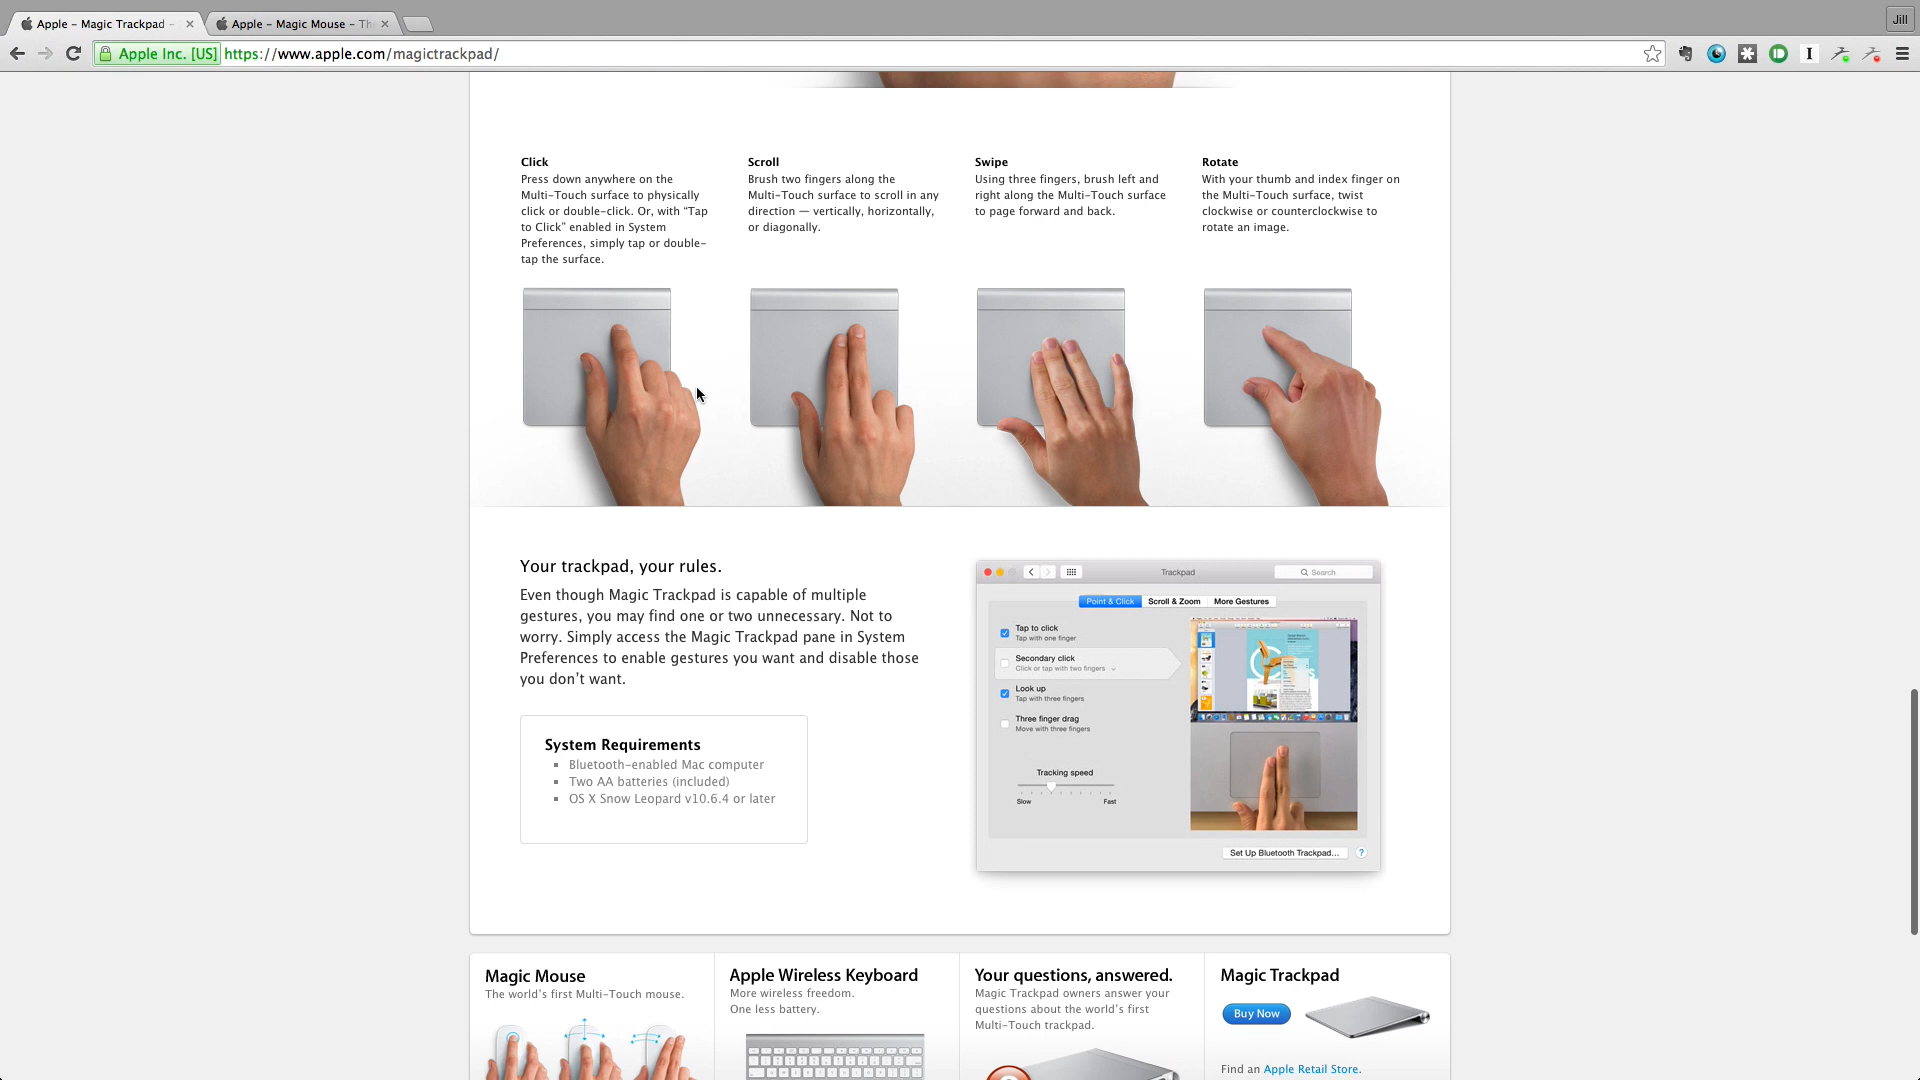 Apple – Magic Trackpad –
Apple – Magic Mouse – Th
Jill
Apple Inc. [US] https://www.apple.com/magictrackpad/
Click
Press down anywhere on the
Multi-Touch surface to physically
click or double-click. Or, with “Tap
to Click” enabled in System
Preferences, simply tap or double-
tap the surface.
Scroll
Brush two fingers along the
Multi-Touch surface to scroll in any
direction — vertically, horizontally,
or diagonally.
Swipe
Using three fingers, brush left and
right along the Multi-Touch surface
to page forward and back.
Rotate
With your thumb and index finger on
the Multi-Touch surface, twist
clockwise or counterclockwise to
rotate an image.
Your trackpad, your rules.
Even though Magic Trackpad is capable of multiple
gestures, you may find one or two unnecessary. Not to
worry. Simply access the Magic Trackpad pane in System
Preferences to enable gestures you want and disable those
you don’t want.
System Requirements
Bluetooth-enabled Mac computer
Two AA batteries (included)
OS X Snow Leopard v10.6.4 or later
Trackpad
Search
Point & Click Scroll & Zoom More Gestures
Tap to click
Tap with one finger
Secondary click
Click or tap with two fingers
Look up
Tap with three fingers
Three finger drag
Move with three fingers
Tracking speed
Slow Fast
Set Up Bluetooth Trackpad... ?
Magic Mouse
The world’s first Multi-Touch mouse.
Apple Wireless Keyboard
More wireless freedom.
One less battery.
Your questions, answered.
Magic Trackpad owners answer your
questions about the world’s first
Multi-Touch trackpad.
Magic Trackpad
Buy Now
Find an Apple Retail Store.